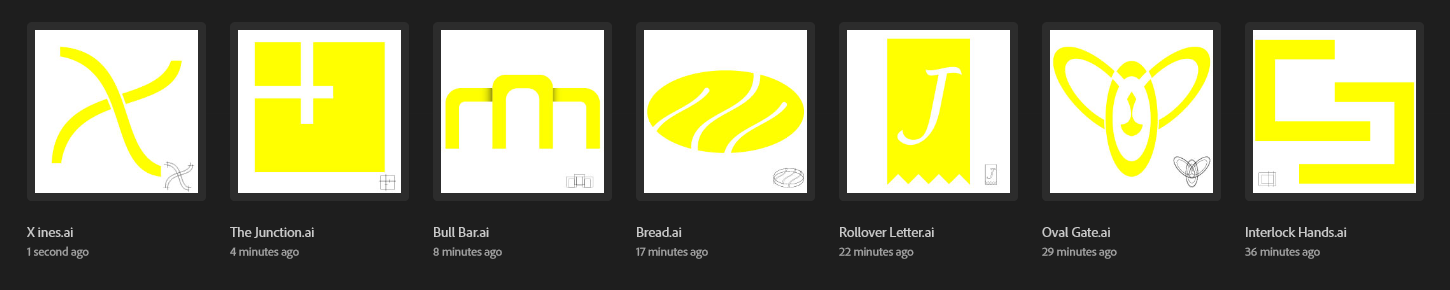 X ines.ai
1 second ago
The Junction.ai
4 minutes ago
Bull Bar.ai
8 minutes ago
Bread.ai
17 minutes ago
J
Rollover Letter.ai
22 minutes ago
Oval Gate.ai
29 minutes ago
Interlock Hands.ai
36 minutes ago